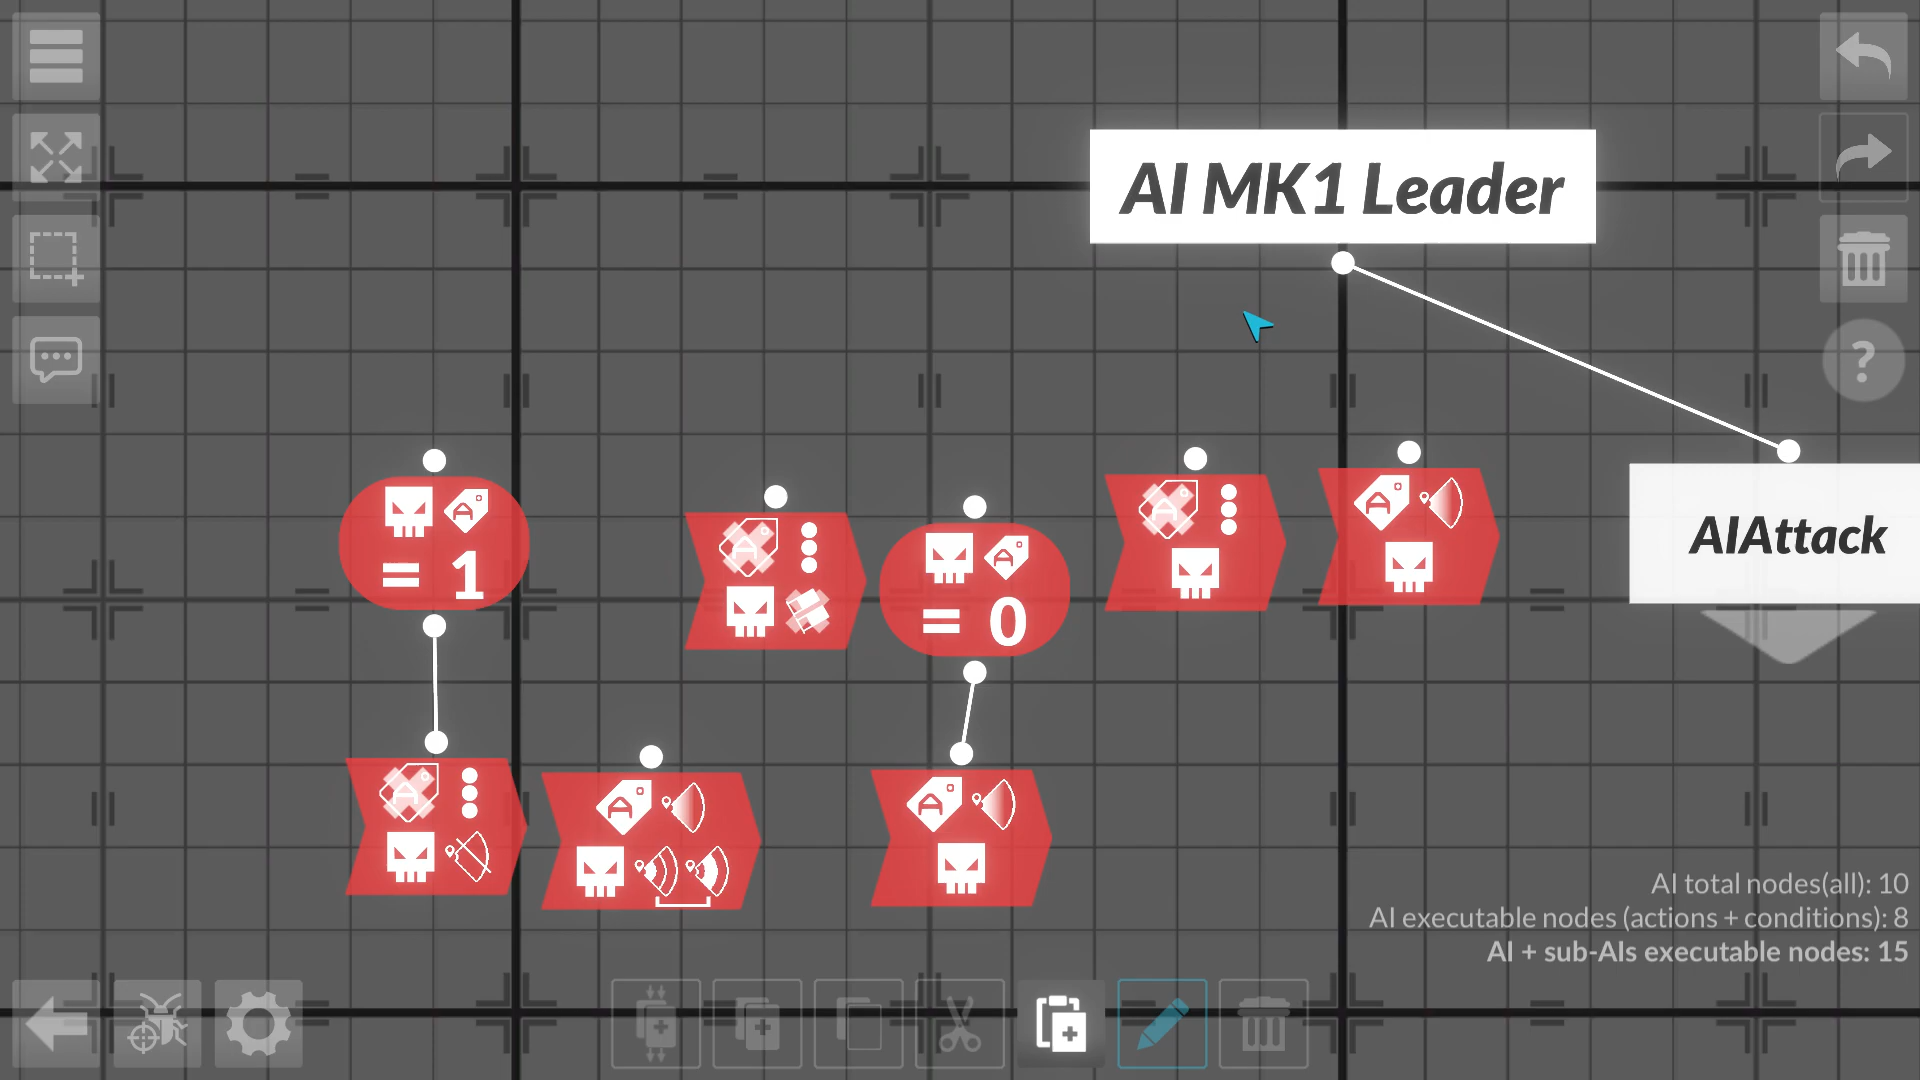 AI MK1 Leader
AIAttack
A
= 1
A
A
= 0
A
A
?
A
A
A
AI total nodes(all): 10
AI executable nodes (actions + conditions): 8
AI + sub-AIs executable nodes: 15